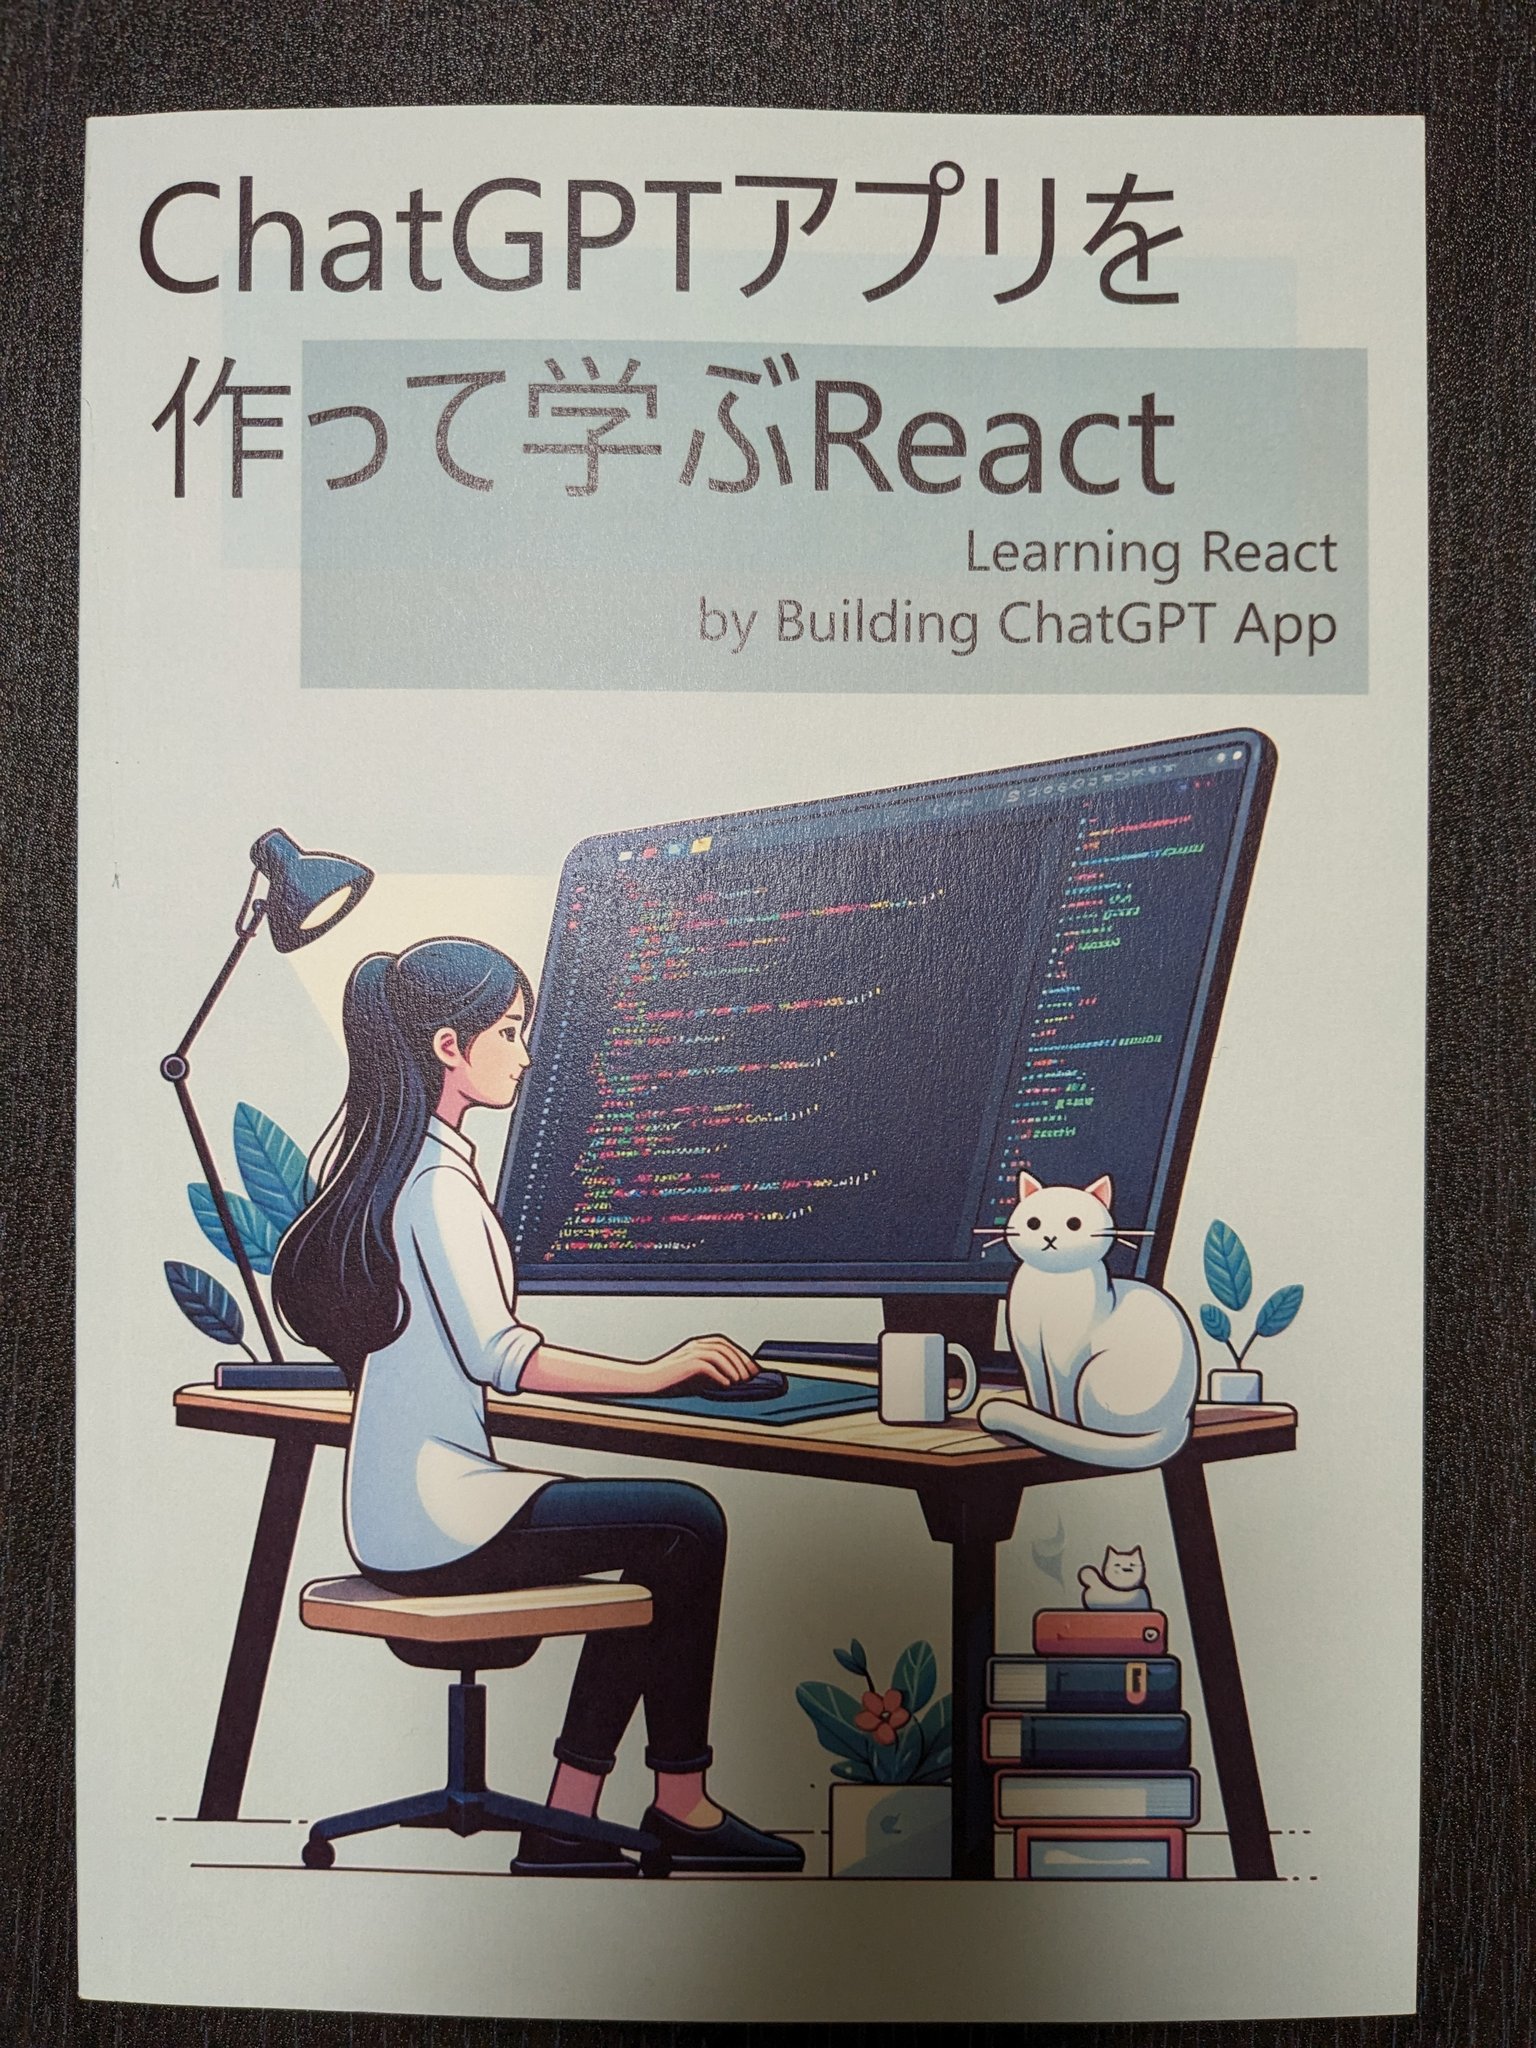 ChatGPTアプリを
作って学ぶReact
Learning React
by Building ChatGPT App